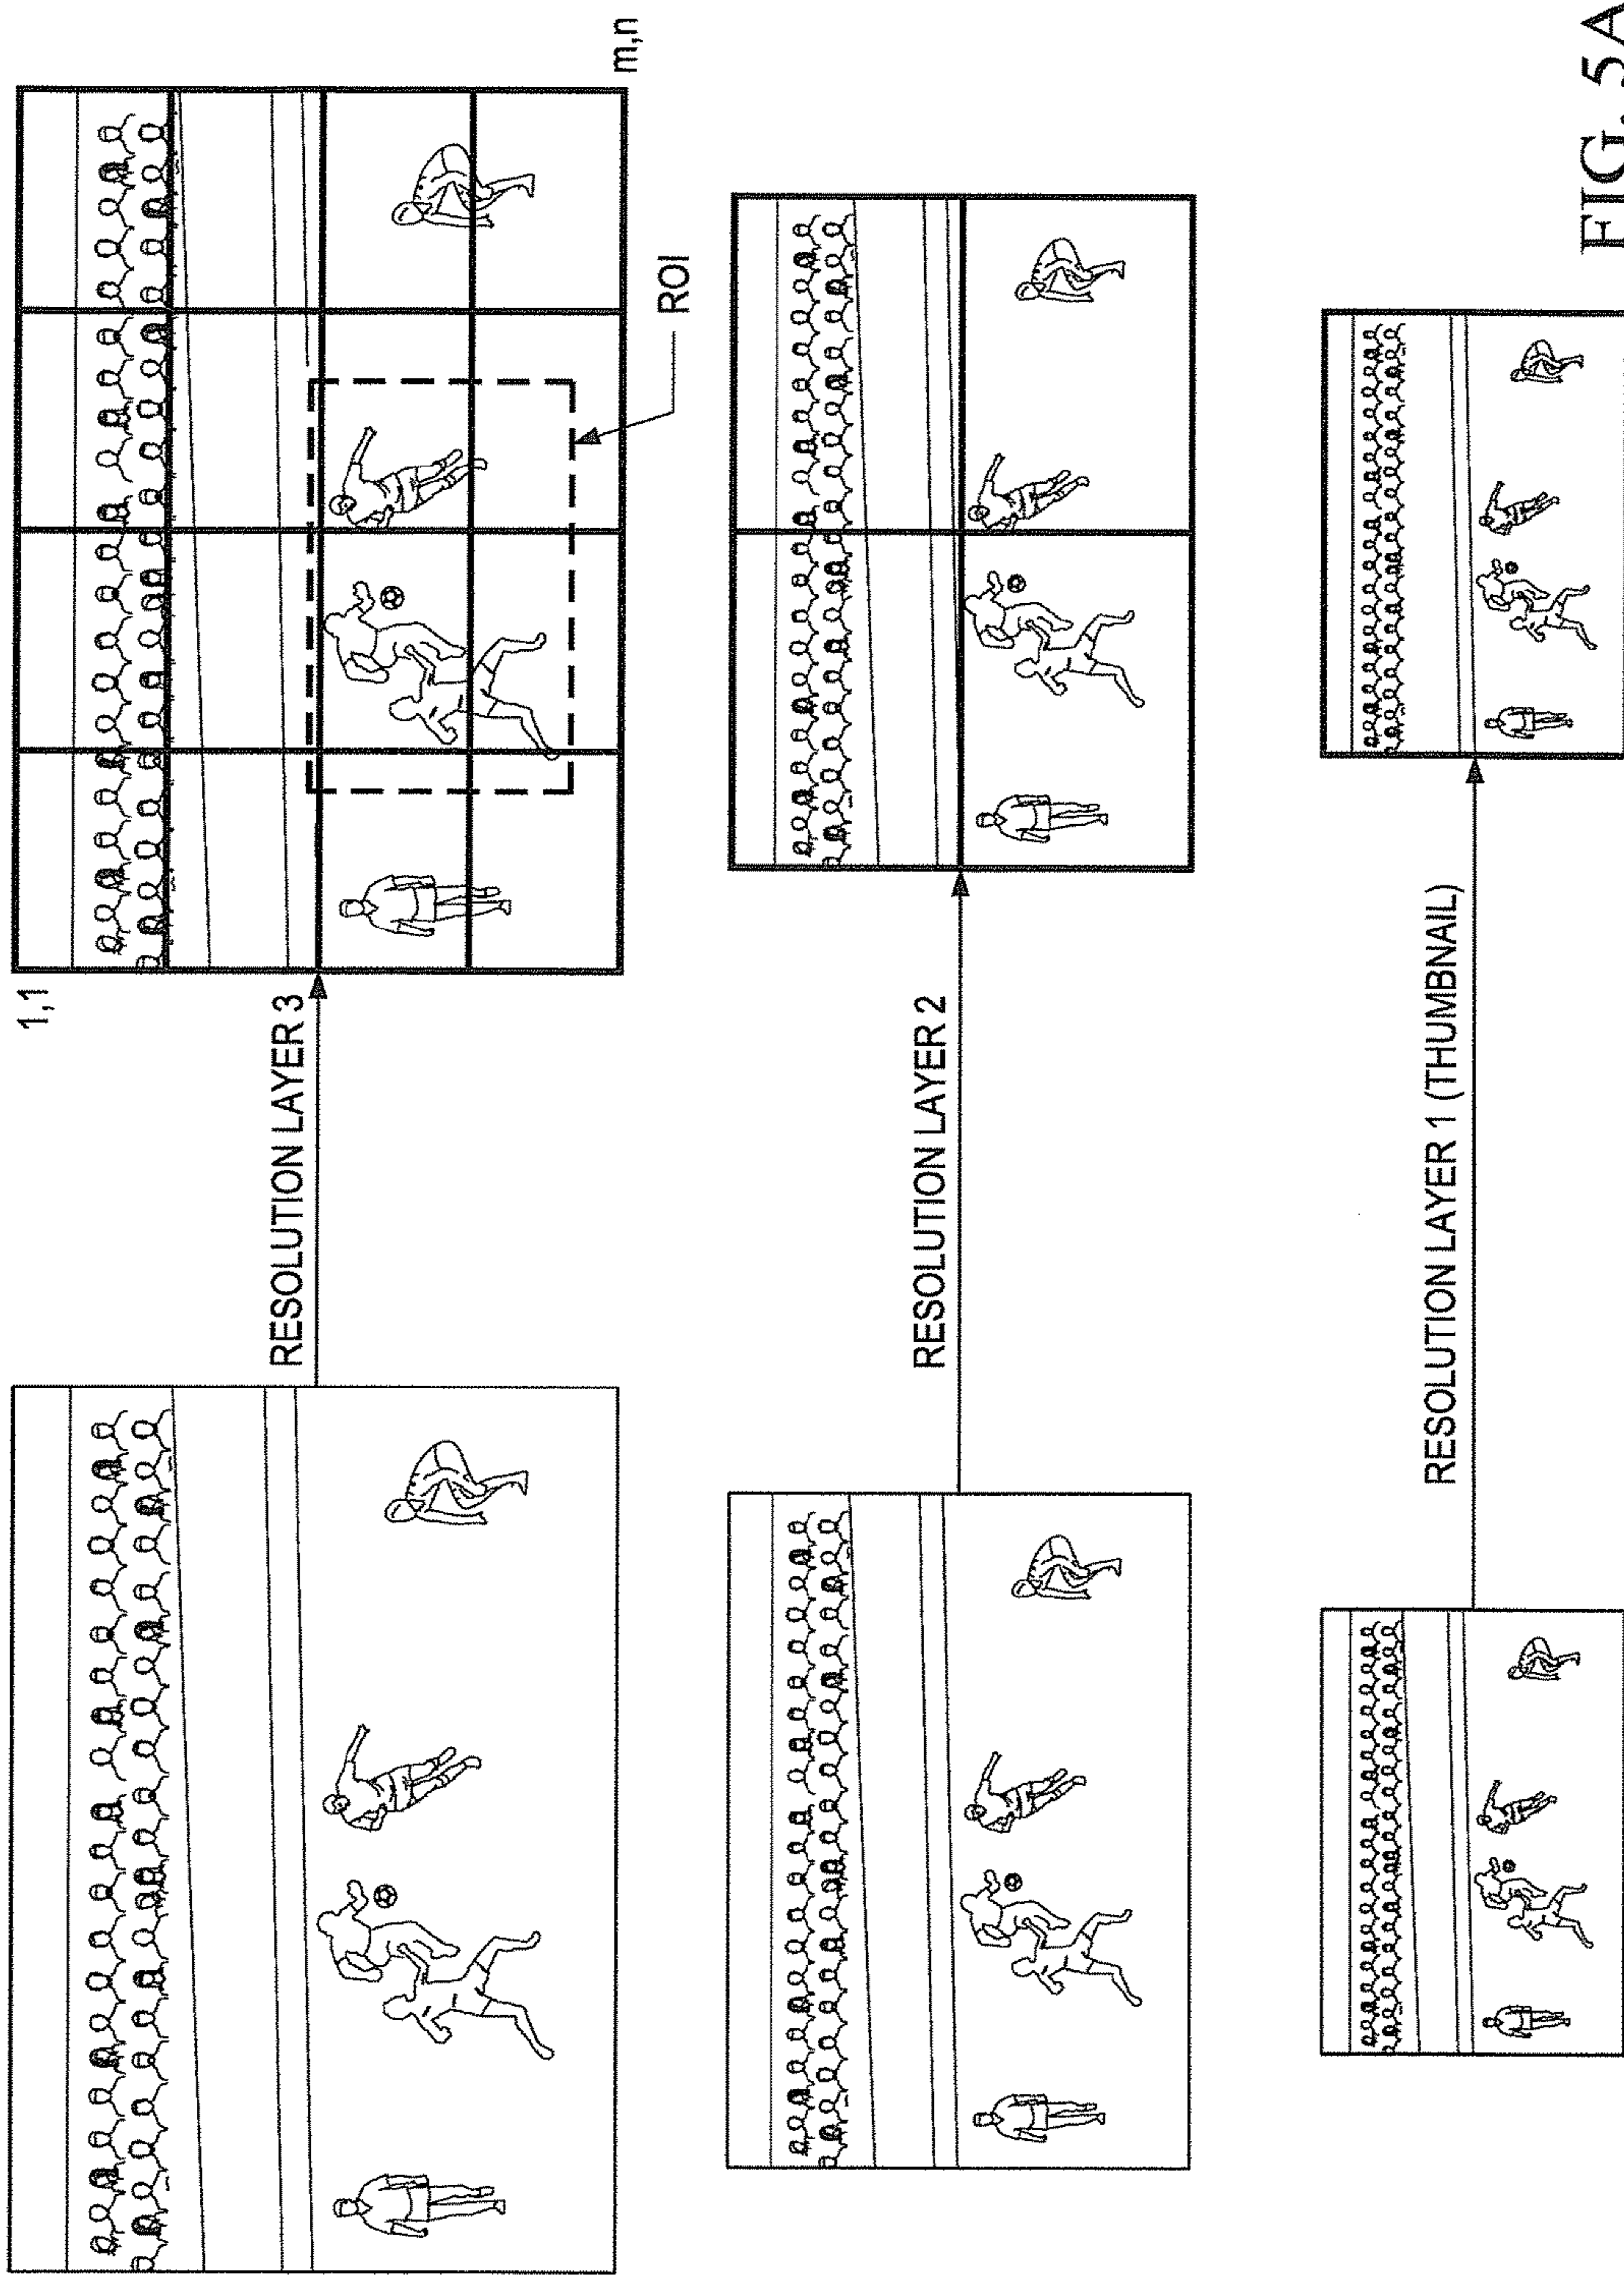 RESOLUTION LAYER 3
1,1
m,n
ROI
RESOLUTION LAYER 2
RESOLUTION LAYER 1 (THUMBNAIL)
FIG. 5A